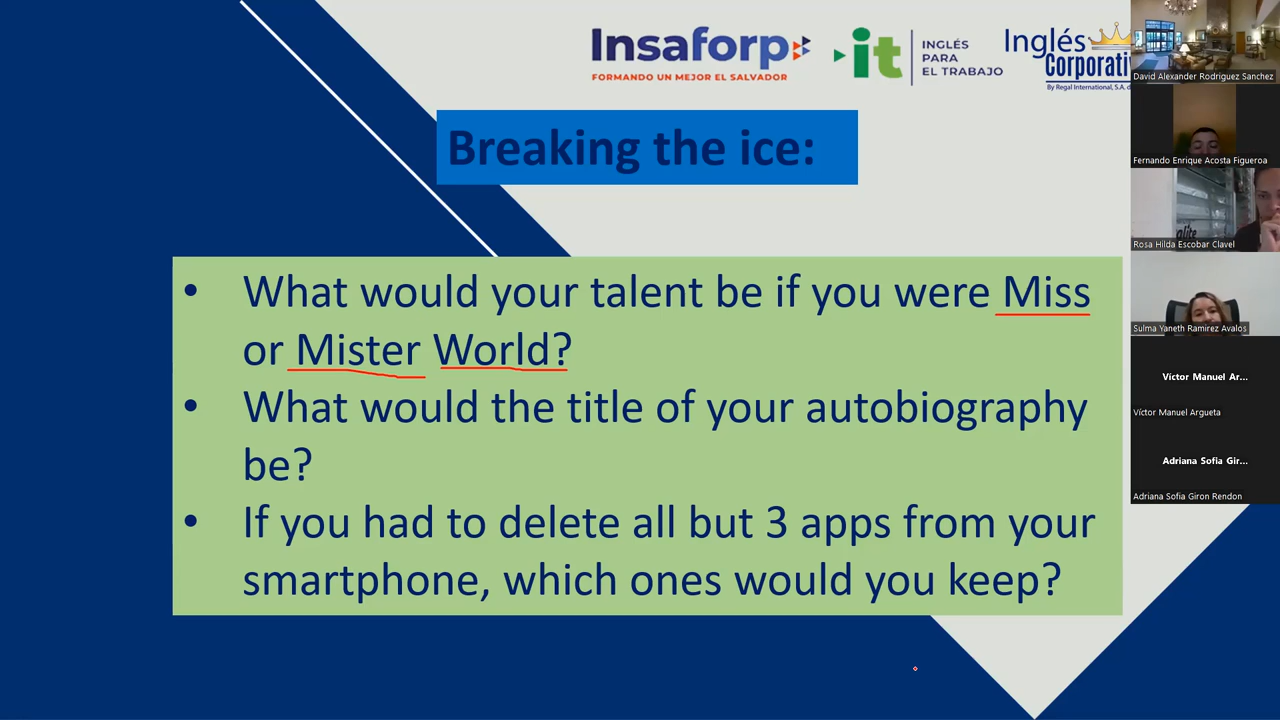 Insaforp
FORMANDO UN MEJOR EL SALVADOR
it
INGLÉS
PARA
EL TRABAJO
Inglés
Corporativ
By Regal International, S.A. d
Breaking the ice:
• What would your talent be if you were Miss
or Mister World?
• What would the title of your autobiography
be?
• If you had to delete all but 3 apps from your
smartphone, which ones would you keep?
David Alexander Rodriguez Sanchez
Fernando Enrique Acosta Figueroa
Rosa Hilda Escobar Clavel
Sulma Yaneth Ramirez Avalos
Víctor Manuel Ar...
Víctor Manuel Argueta
Adriana Sofia Gir...
Adriana Sofia Giron Rendon